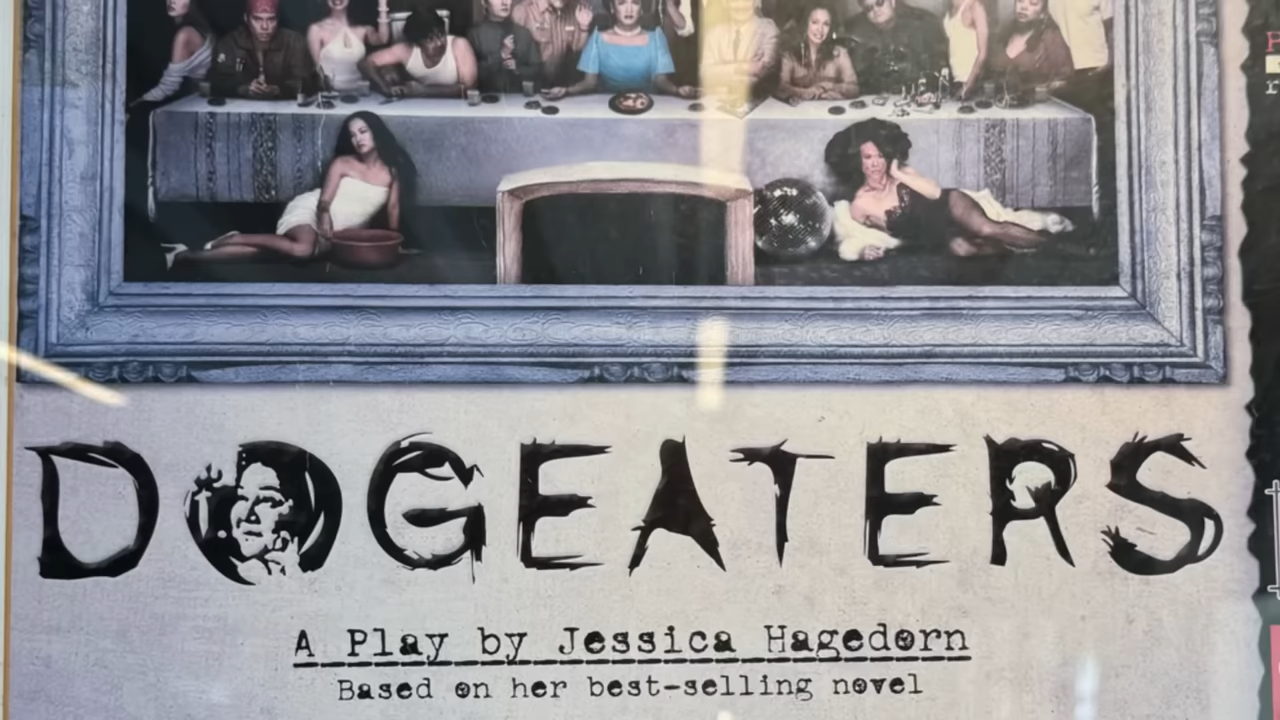 DOGEATERS
A Play by Jessica Hagedorn
Based on her best-selling novel